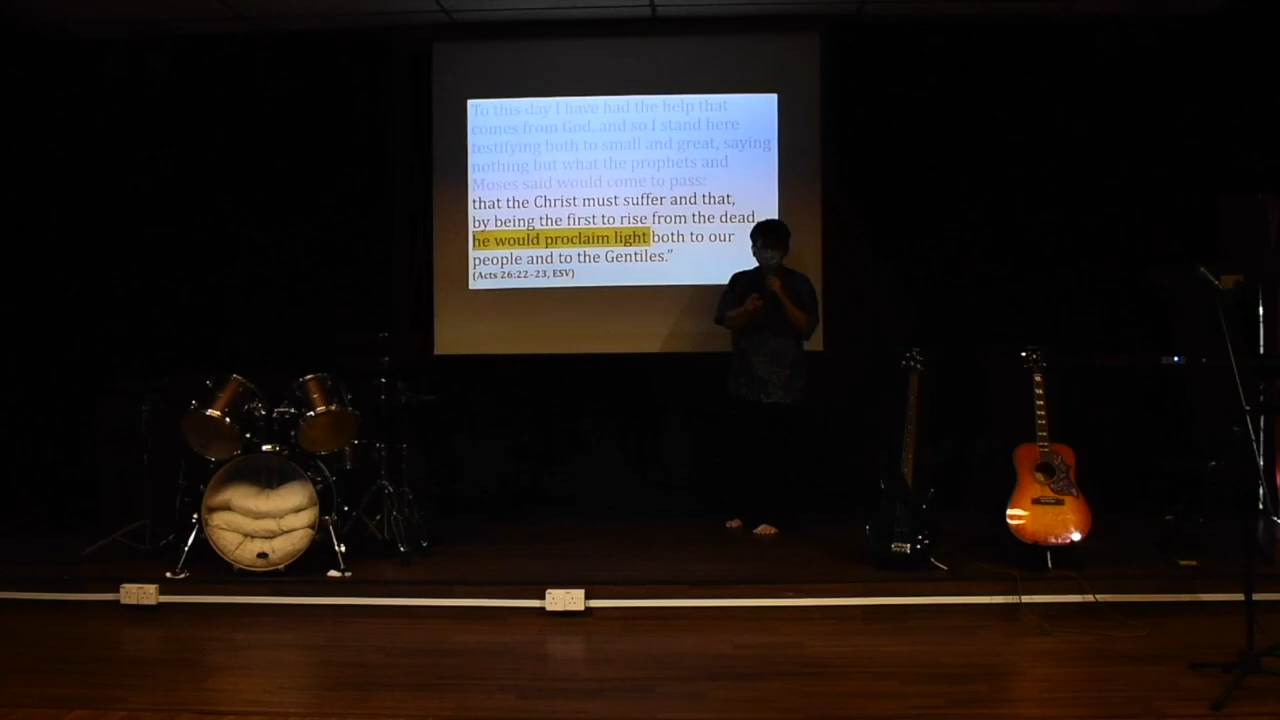 To this day I have had the help that
comes from God, and so I stand here
testifying both to small and great, saying
nothing but what the prophets and
Moses said would come to pass:
that the Christ must suffer and that,
by being the first to rise from the dead,
he would proclaim light both to our
people and to the Gentiles.”
(Acts 26:22–23, ESV)